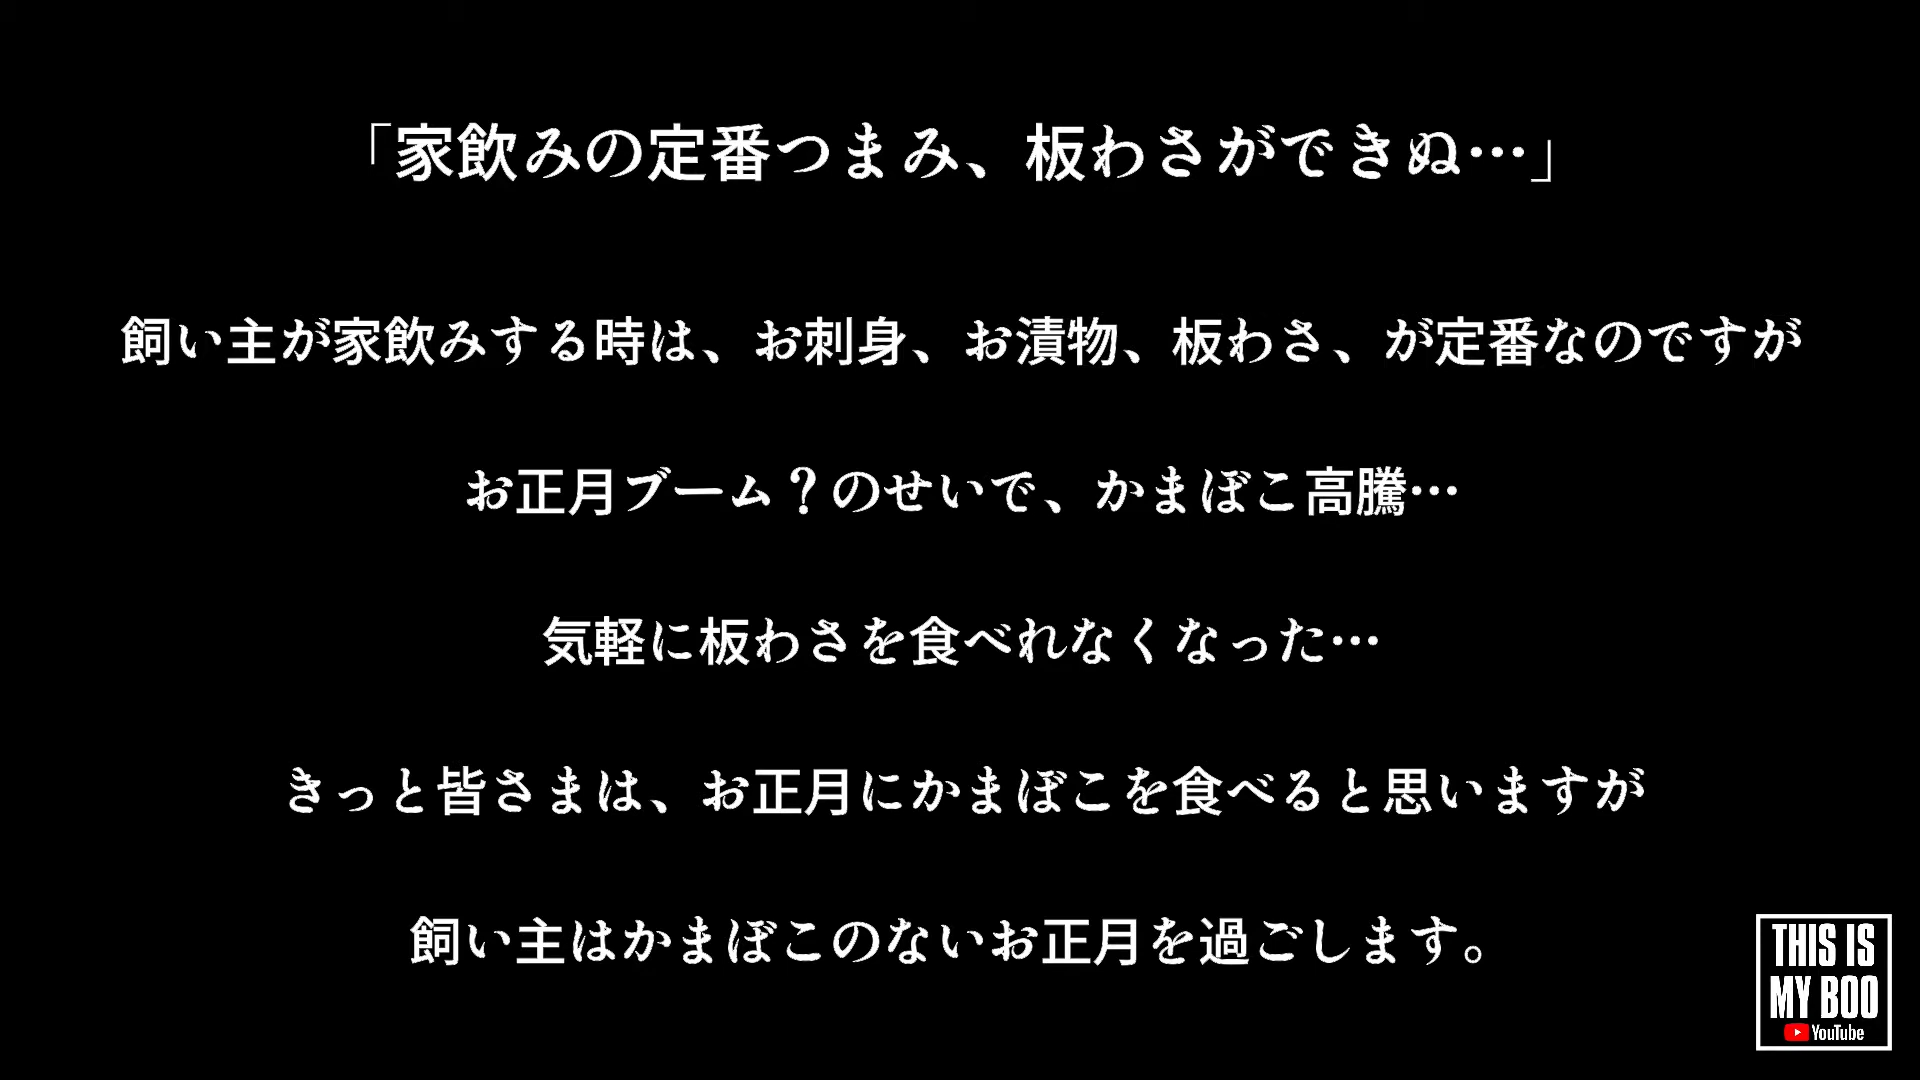 「家飲みの定番つまみ、板わさができぬ…」
飼い主が家飲みする時は、お刺身、お漬物、板わさ、が定番なのですが
お正月ブーム？のせいで、かまぼこ高騰…
気軽に板わさを食べれなくなった…
きっと皆さまは、お正月にかまぼこを食べると思いますが
飼い主はかまぼこのないお正月を過ごします。
THIS IS
MY BOO
YouTube